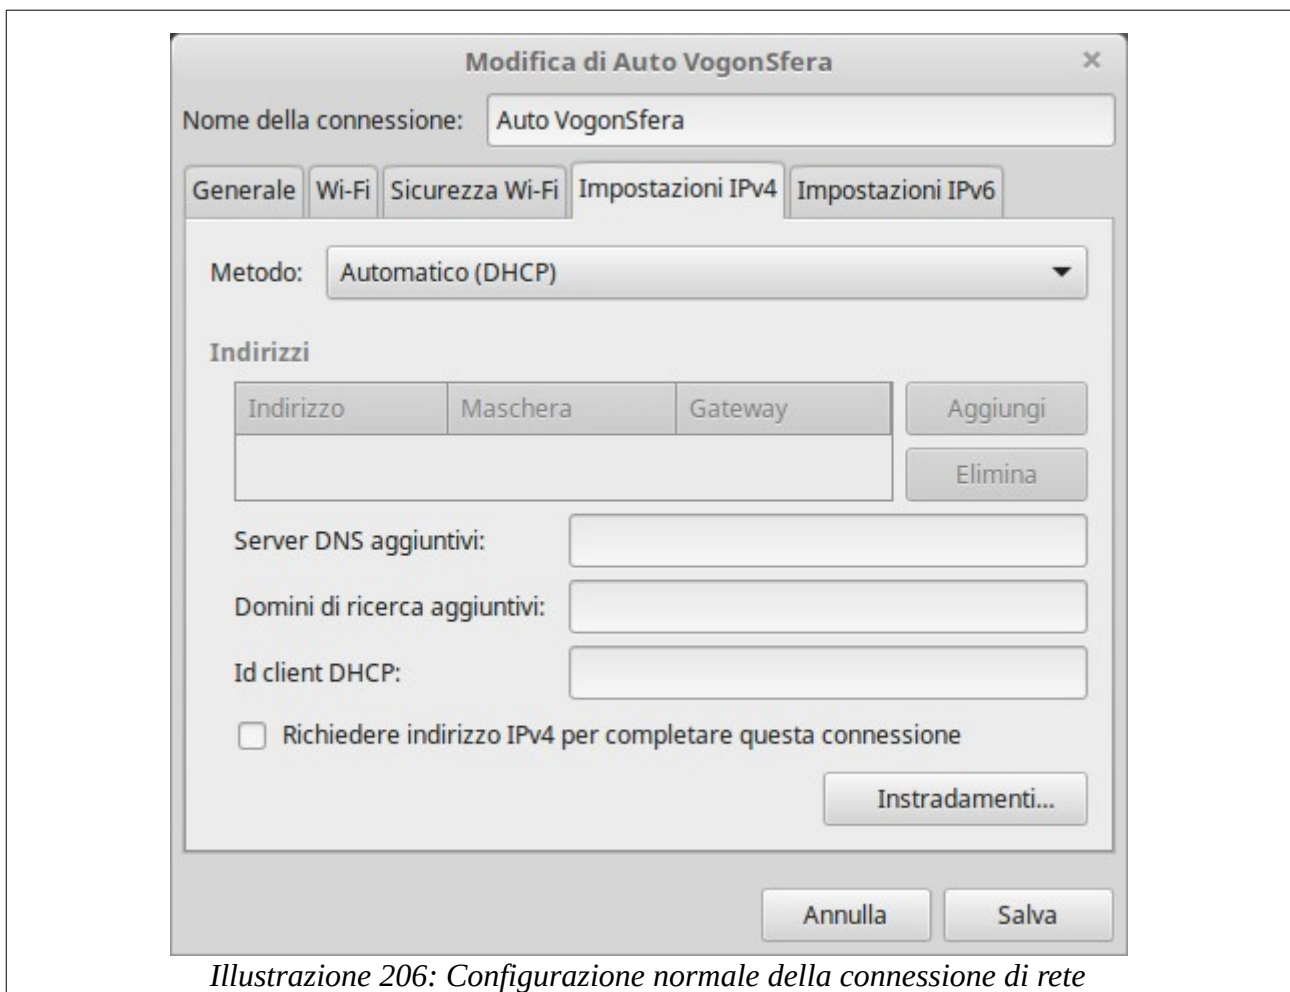 Modifica di Auto VogonSfera ×
Nome della connessione: Auto VogonSfera
Generale Wi-Fi Sicurezza Wi-Fi Impostazioni IPv4 Impostazioni IPv6
Metodo: Automatico (DHCP)
Indirizzi
Indirizzo Maschera Gateway Aggiungi
Elimina
Server DNS aggiuntivi:
Domini di ricerca aggiuntivi:
Id client DHCP:
Richiedere indirizzo IPv4 per completare questa connessione
Instradamenti...
Annulla Salva
Illustrazione 206: Configurazione normale della connessione di rete